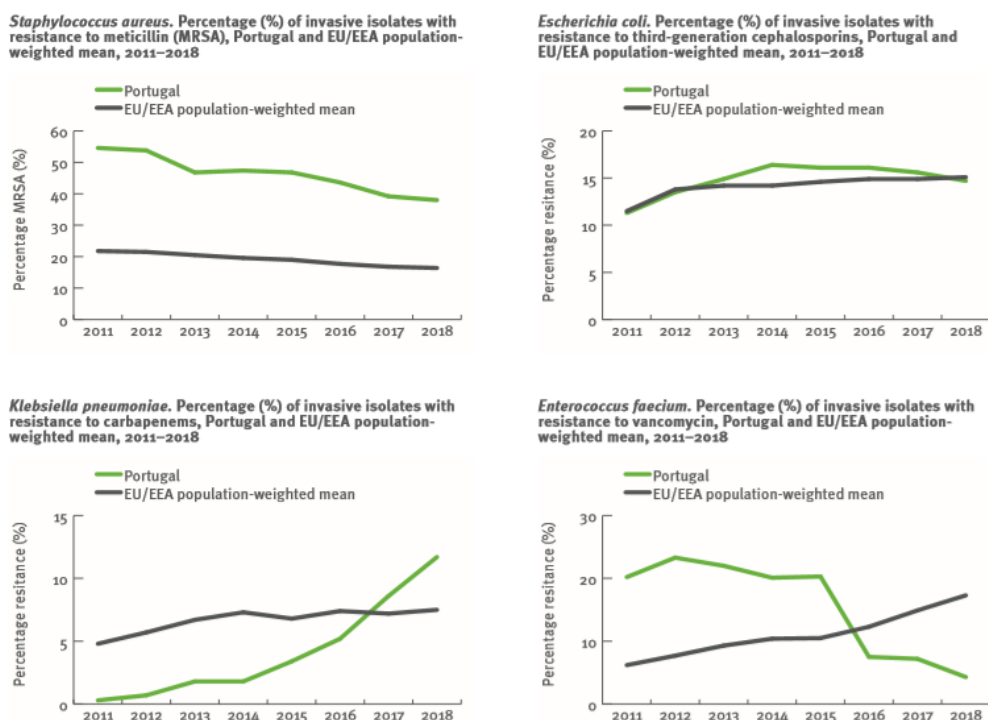 Staphylococcus aureus. Percentage (%) of invasive isolates with
resistance to meticillin (MRSA), Portugal and EU/EEA population-
weighted mean, 2011–2018
Portugal
EU/EEA population-weighted mean
Percentage MRSA (%)
60
50
40
30
20
10
0
2011 2012 2013 2014 2015 2016 2017 2018
Escherichia coli. Percentage (%) of invasive isolates with
resistance to third-generation cephalosporins, Portugal and
EU/EEA population-weighted mean, 2011–2018
Portugal
EU/EEA population-weighted mean
Percentage resitance (%)
20
15
10
5
0
2011 2012 2013 2014 2015 2016 2017 2018
Klebsiella pneumoniae. Percentage (%) of invasive isolates with
resistance to carbapenems, Portugal and EU/EEA population-
weighted mean, 2011–2018
Portugal
EU/EEA population-weighted mean
Percentage resitance (%)
15
10
5
0
2011 2012 2013 2014 2015 2016 2017 2018
Enterococcus faecium. Percentage (%) of invasive isolates with
resistance to vancomycin, Portugal and EU/EEA population-
weighted mean, 2011–2018
Portugal
EU/EEA population-weighted mean
Percentage resitance (%)
30
20
10
0
2011 2012 2013 2014 2015 2016 2017 2018